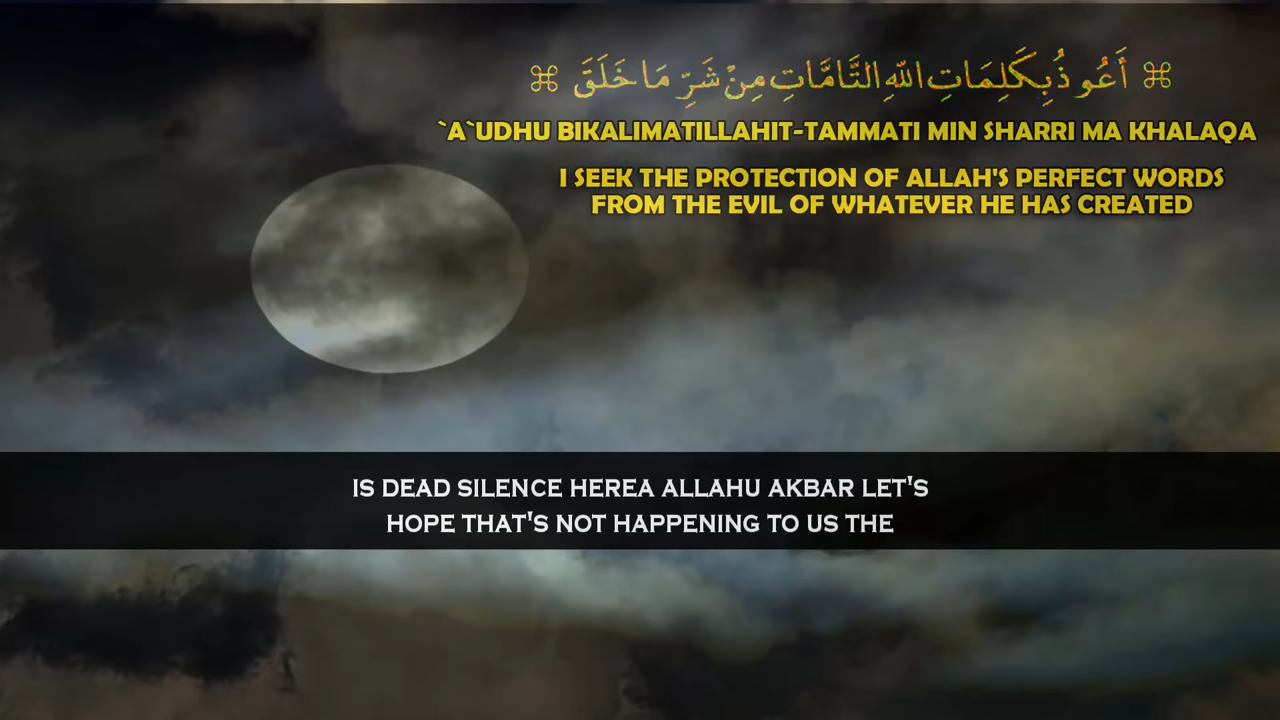 ⌘ أَعُوذُ بِكَلِمَاتِ اللّٰهِ التَّامَّاتِ مِنْ شَرِّ مَا خَلَقَ ⌘
`A`UDHU BIKALIMATILLAHIT-TAMMATI MIN SHARRI MA KHALAQA
I SEEK THE PROTECTION OF ALLAH'S PERFECT WORDS
FROM THE EVIL OF WHATEVER HE HAS CREATED
IS DEAD SILENCE HEREA ALLAHU AKBAR LET'S
HOPE THAT'S NOT HAPPENING TO US THE